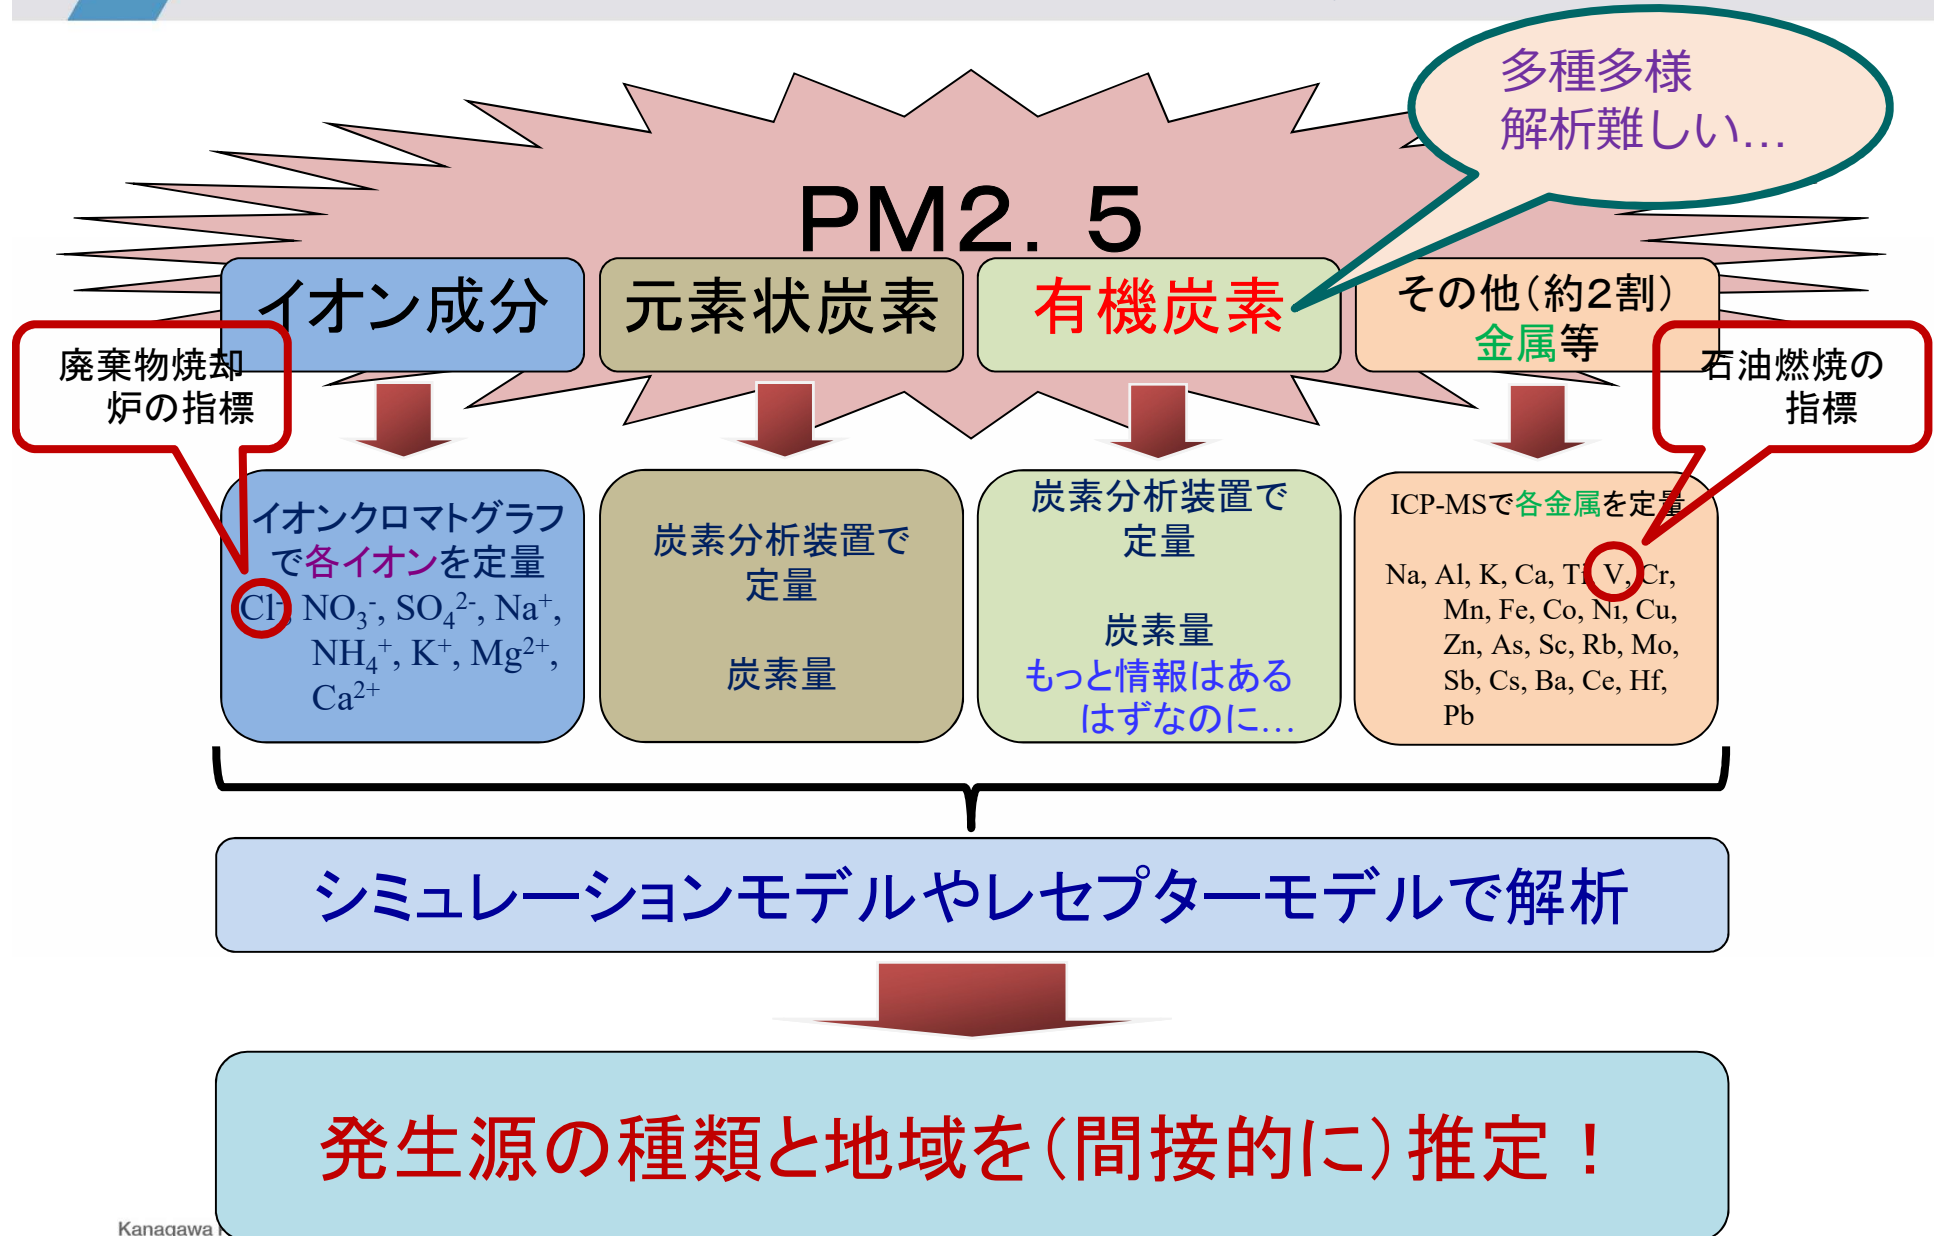 多種多様
解析難しい…
PM2．5
イオン成分
元素状炭素
有機炭素
その他（約２割）
金属等
廃棄物焼却
炉の指標
石油燃焼の
指標
イオンクロマトグラフ
で各イオンを定量
Cl⁻, NO₃⁻, SO₄²⁻, Na⁺,
NH₄⁺, K⁺, Mg²⁺,
Ca²⁺
炭素分析装置で
定量
炭素量
炭素分析装置で
定量
炭素量
もっと情報はある
はずなのに…
ICP-MSで各金属を定量
Na, Al, K, Ca, Ti, V, Cr,
Mn, Fe, Co, Ni, Cu,
Zn, As, Sc, Rb, Mo,
Sb, Cs, Ba, Ce, Hf,
Pb
シミュレーションモデルやレセプターモデルで解析
発生源の種類と地域を（間接的に）推定！
Kanagawa